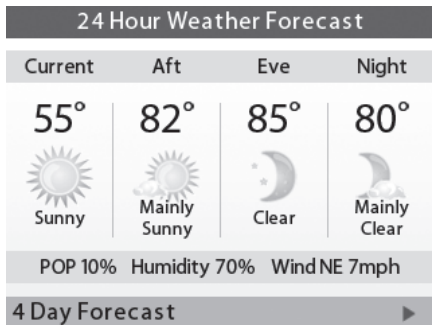 24 Hour Weather Forecast
Current Aft Eve Night
55° 82° 85° 80°
Sunny Mainly Sunny Clear Mainly Clear
POP 10% Humidity 70% Wind NE 7mph
4 Day Forecast